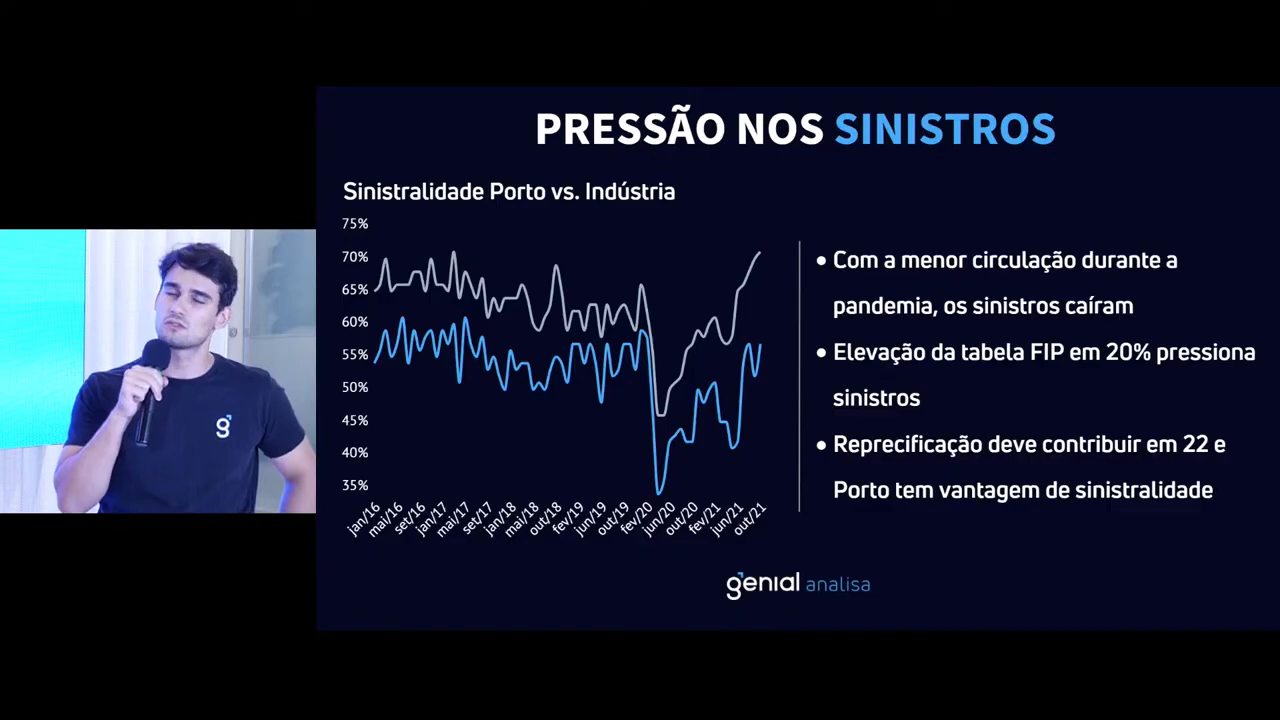 PRESSÃO NOS SINISTROS
Sinistralidade Porto vs. Indústria
75%
70%
65%
60%
55%
50%
45%
40%
35%
jan/16
mai/16
set/16
jan/17
mai/17
set/17
jan/18
mai/18
out/18
fev/19
jun/19
out/19
fev/20
jun/20
out/20
fev/21
jun/21
out/21
• Com a menor circulação durante a
pandemia, os sinistros caíram
• Elevação da tabela FIP em 20% pressiona
sinistros
• Reprecificação deve contribuir em 22 e
Porto tem vantagem de sinistralidade
genial analisa
g